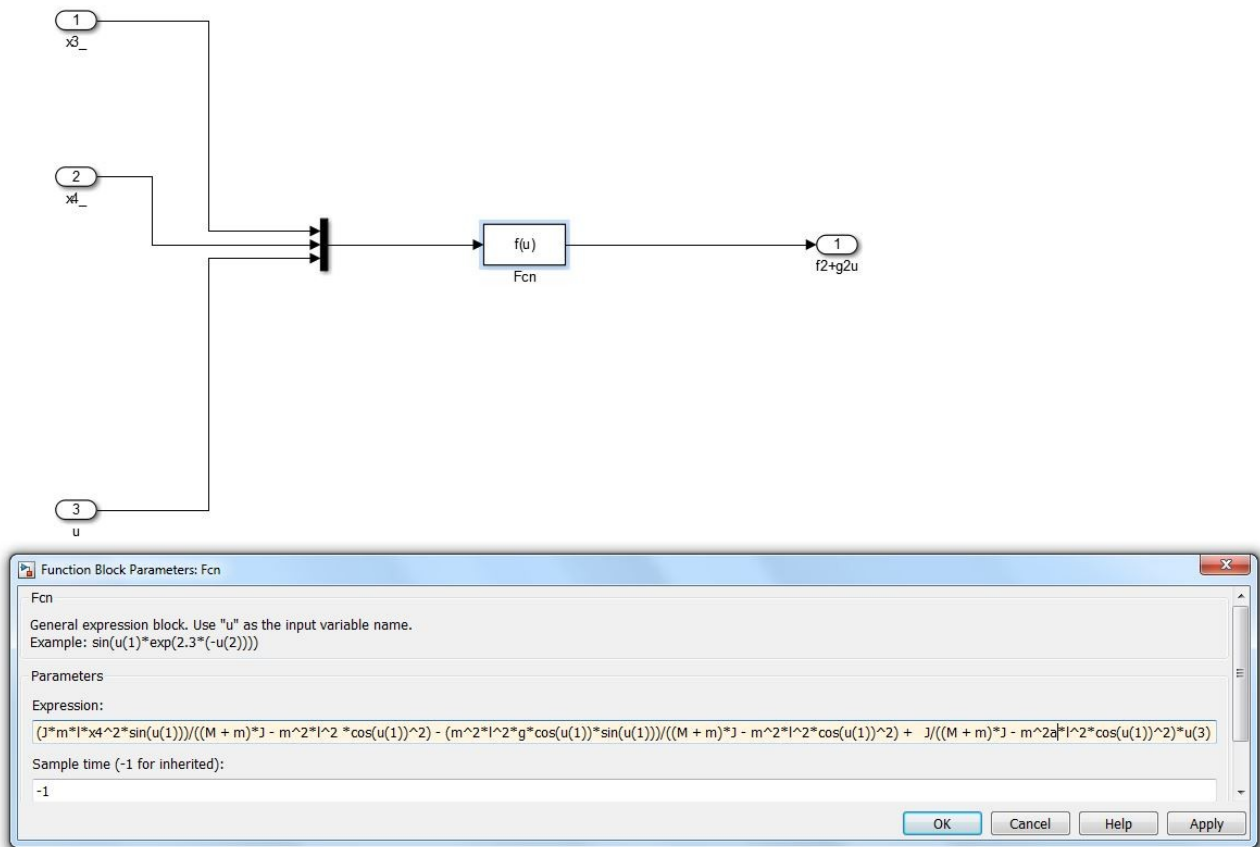 1
x3_
2
x4_
f(u)
Fcn
1
f2+g2u
3
u
Function Block Parameters: Fcn
Fcn
General expression block. Use "u" as the input variable name.
Example: sin(u(1)*exp(2.3*(-u(2))))
Parameters
Expression:
(J*m*l*x4^2*sin(u(1)))/((M + m)*J - m^2*l^2 *cos(u(1))^2) - (m^2*l^2*g*cos(u(1))*sin(u(1)))/((M + m)*J - m^2*l^2*cos(u(1))^2) +   J/((M + m)*J - m^2a*l^2*cos(u(1))^2)*u(3)
Sample time (-1 for inherited):
-1
OK Cancel Help Apply